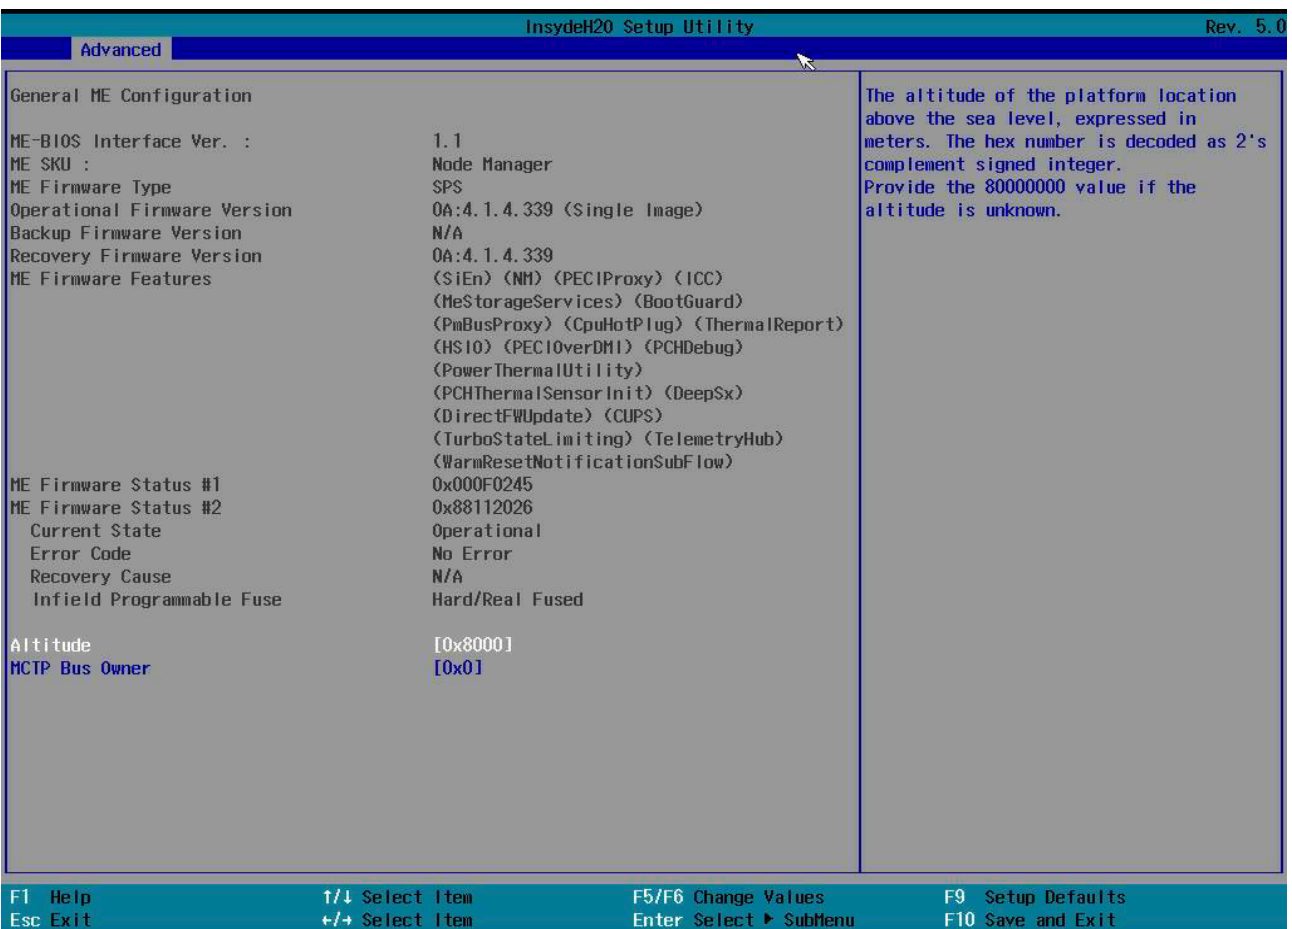 InsydeH20 Setup Utility Rev. 5.0
Advanced
General ME Configuration
ME-BIOS Interface Ver. : 1.1
ME SKU : Node Manager
ME Firmware Type SPS
Operational Firmware Version 0A:4.1.4.339 (Single Image)
Backup Firmware Version N/A
Recovery Firmware Version 0A:4.1.4.339
ME Firmware Features (SiEn) (NM) (PECIProxy) (ICC)
(MeStorageServices) (BootGuard)
(PmBusProxy) (CpuHotPlug) (ThermalReport)
(HSIO) (PECIOverDMI) (PCHDebug)
(PowerThermalUtility)
(PCHThermalSensorInit) (DeepSx)
(DirectFWUpdate) (CUPS)
(TurboStateLimiting) (TelemetryHub)
(WarmResetNotificationSubFlow)
ME Firmware Status #1 0x000F0245
ME Firmware Status #2 0x88112026
Current State Operational
Error Code No Error
Recovery Cause N/A
Infield Programmable Fuse Hard/Real Fused
Altitude [0x8000]
MCTP Bus Owner [0x0]
The altitude of the platform location
above the sea level, expressed in
meters. The hex number is decoded as 2's
complement signed integer.
Provide the 80000000 value if the
altitude is unknown.
F1 Help ↑/↓ Select Item F5/F6 Change Values F9 Setup Defaults
Esc Exit ←/→ Select Item Enter Select ▶ SubMenu F10 Save and Exit